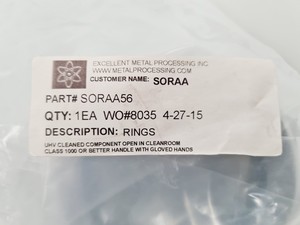 EXCELLENT METAL PROCESSING INC
WWW.METALPROCESSING.COM
CUSTOMER NAME: SORAA
PART# SORAA56
QTY: 1EA WO#8035 4-27-15
DESCRIPTION: RINGS
UHV CLEANED COMPONENT OPEN IN CLEANROOM
CLASS 1000 OR BETTER HANDLE WITH GLOVED HANDS